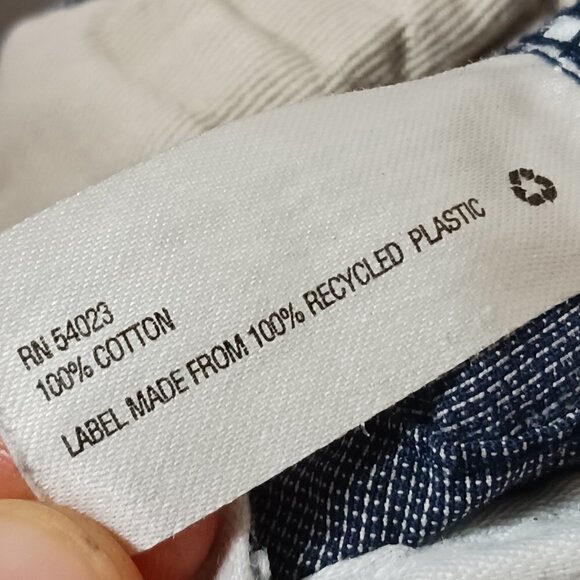 RN 54023
100% COTTON
LABEL MADE FROM 100% RECYCLED PLASTIC